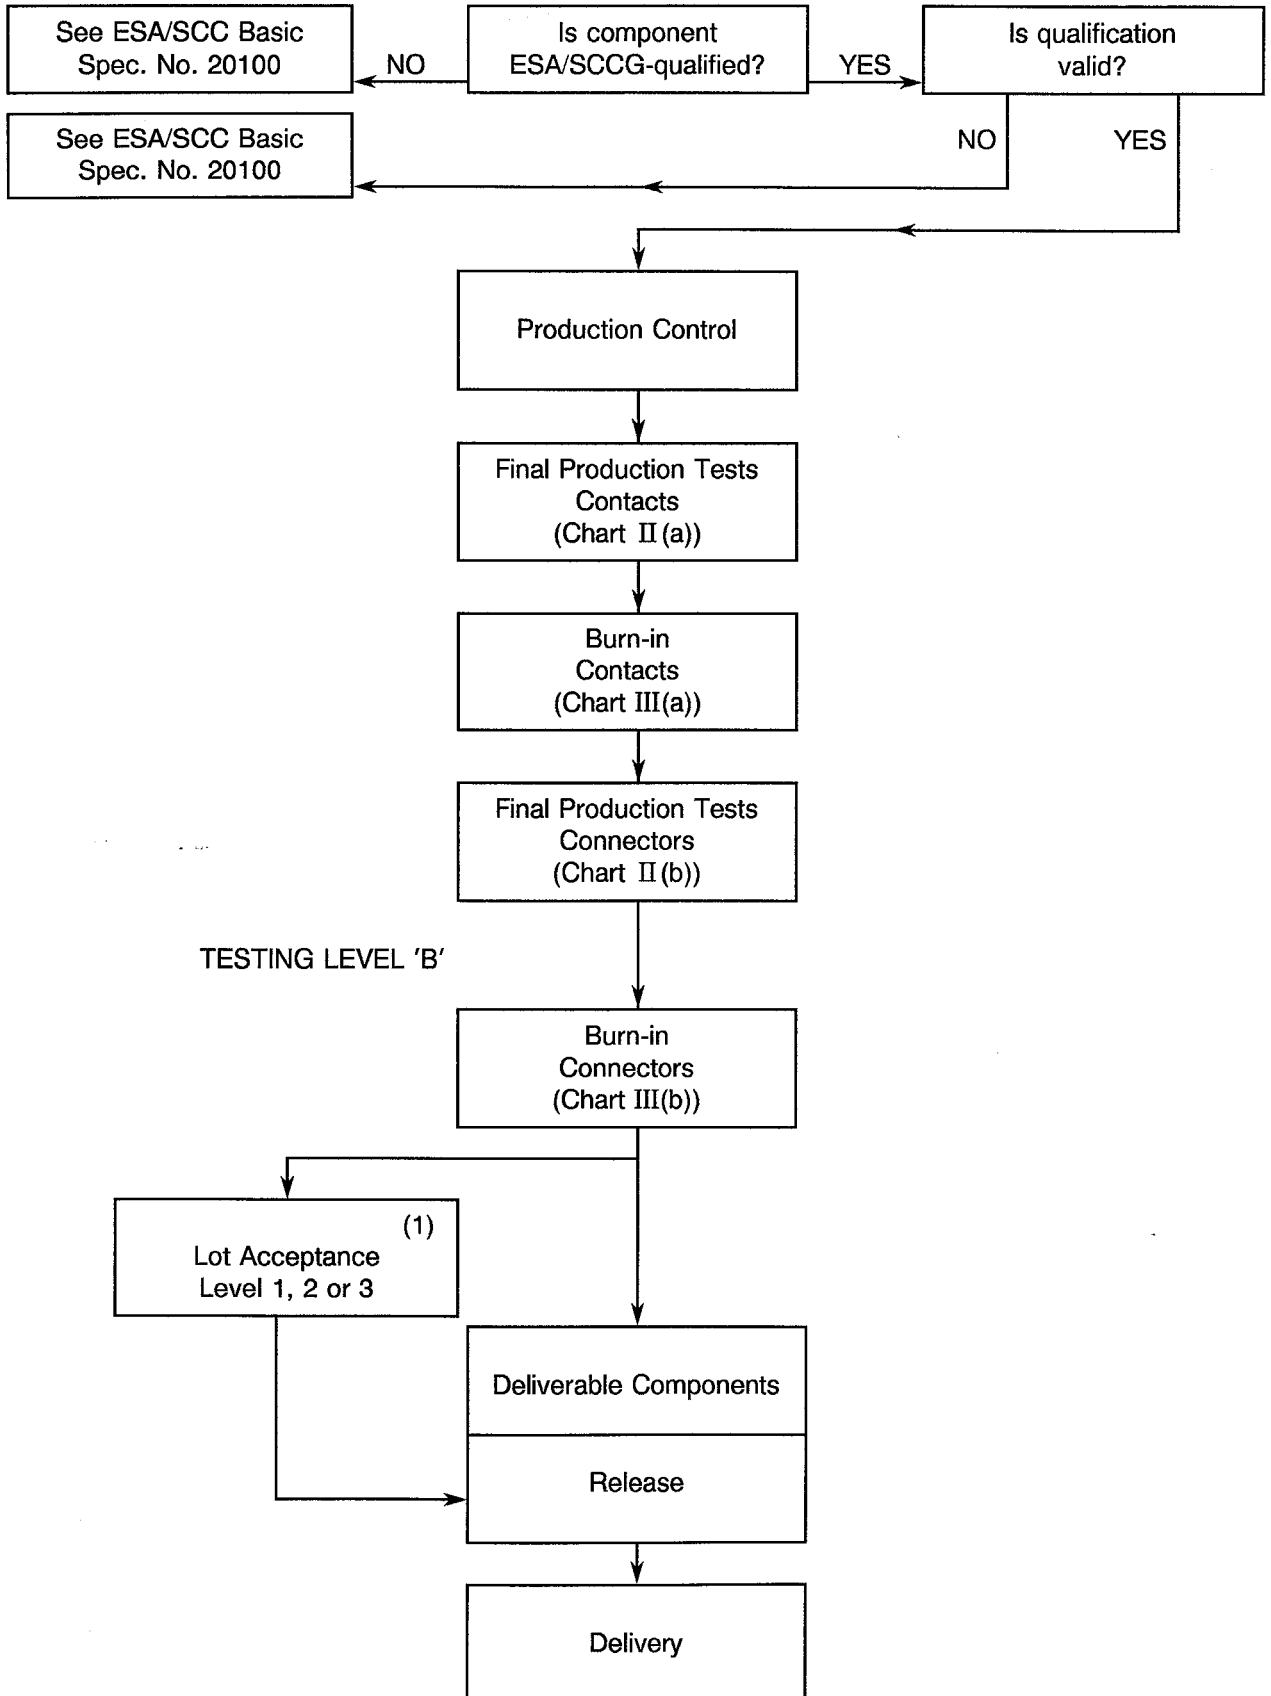 See ESA/SCC Basic
Spec. No. 20100
NO
Is component
ESA/SCCG-qualified?
YES
Is qualification
valid?
See ESA/SCC Basic
Spec. No. 20100
NO
YES
Production Control
Final Production Tests
Contacts
(Chart II(a))
Burn-in
Contacts
(Chart III(a))
Final Production Tests
Connectors
(Chart II(b))
TESTING LEVEL 'B'
Burn-in
Connectors
(Chart III(b))
(1)
Lot Acceptance
Level 1, 2 or 3
Deliverable Components
Release
Delivery